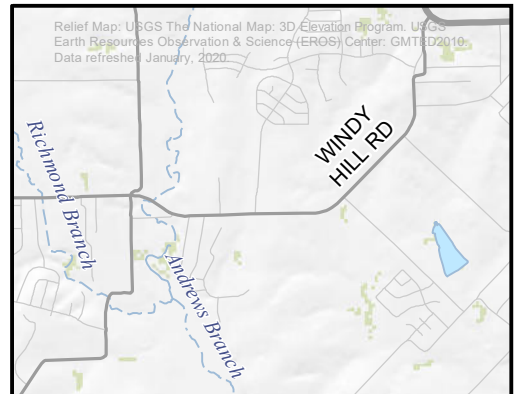 Relief Map: USGS The National Map: 3D Elevation Program. USGS
Earth Resources Observation & Science (EROS) Center: GMTED2010.
Data refreshed January, 2020.
WINDY
HILL RD
Richmond Branch
Andrews Branch